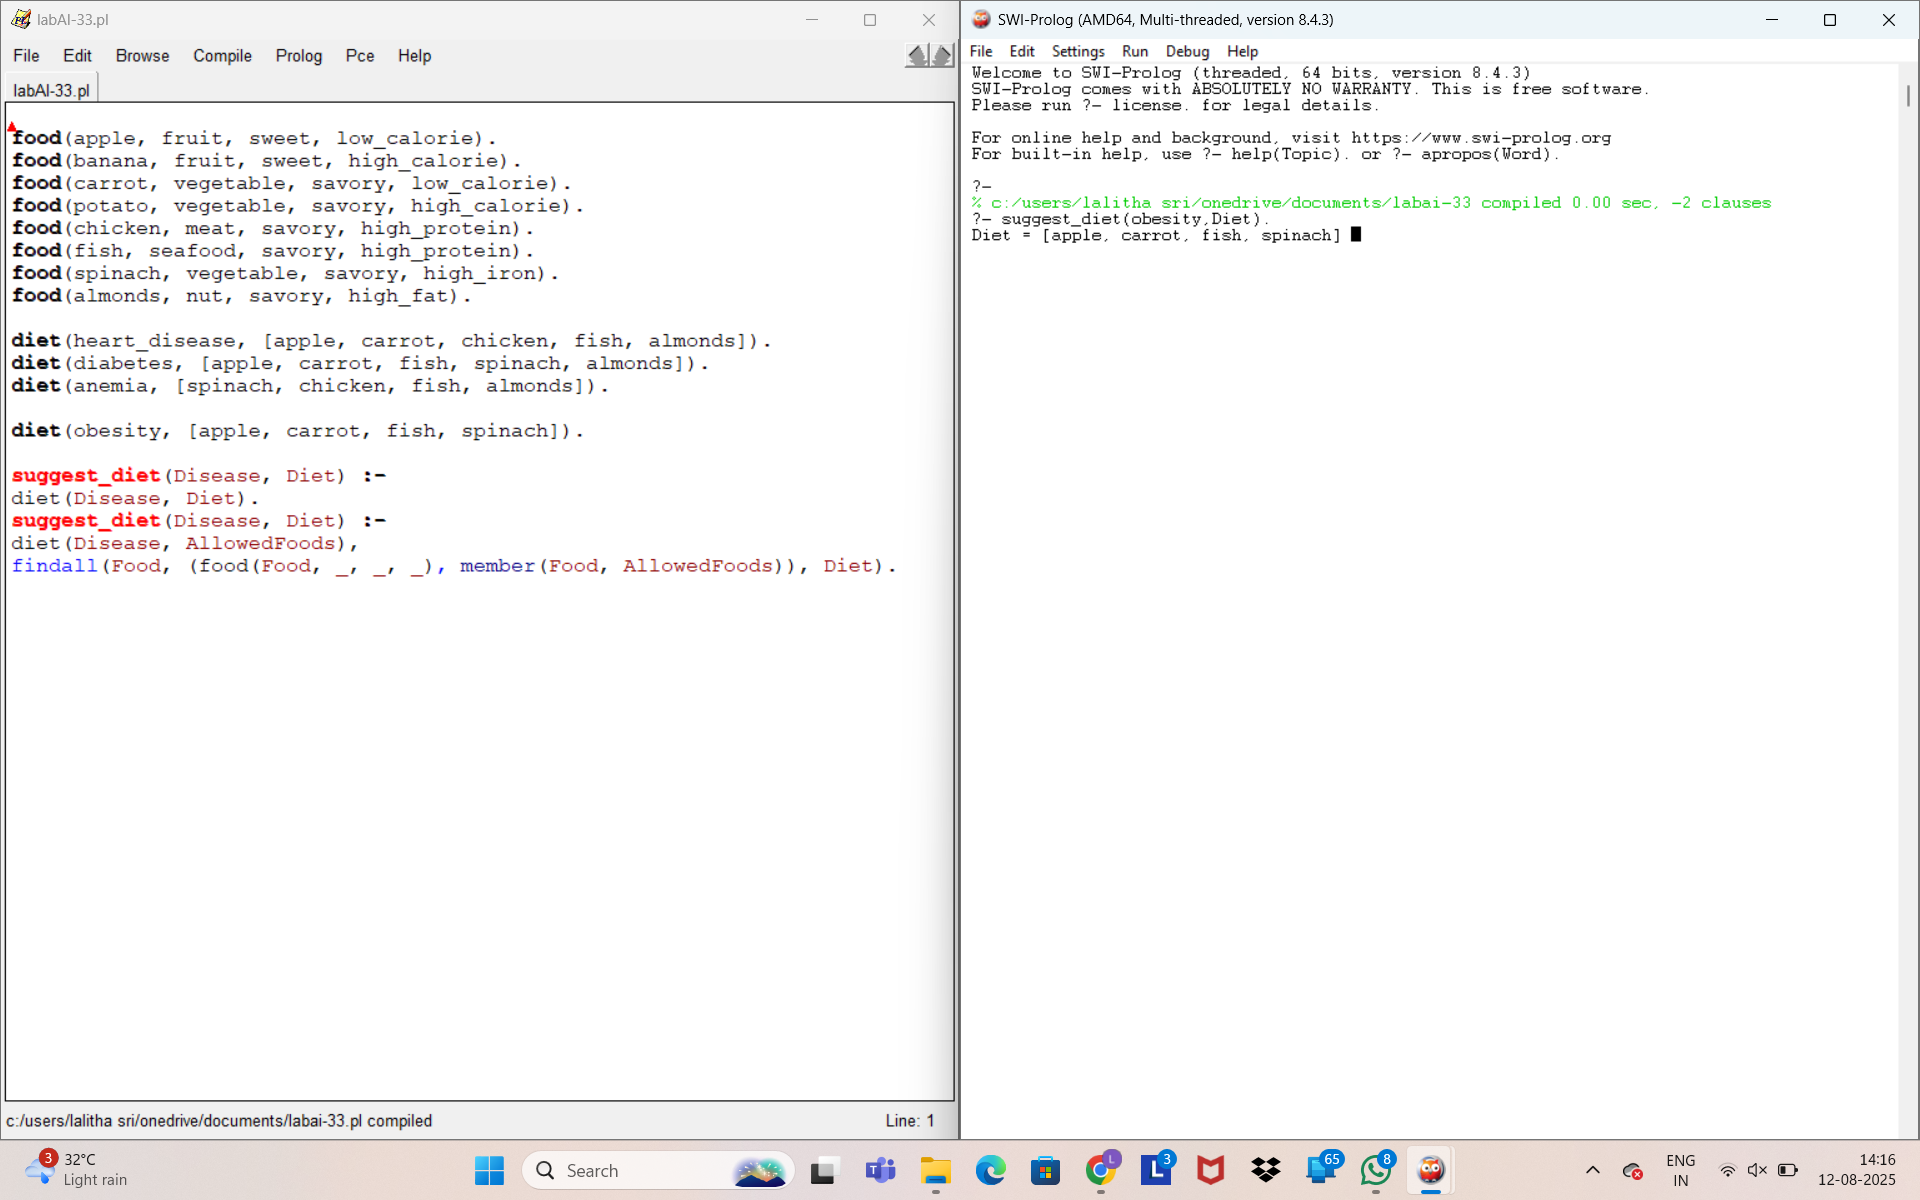 labAI-33.pl
File Edit Browse Compile Prolog Pce Help
labAI-33.pl
food(apple, fruit, sweet, low_calorie).
food(banana, fruit, sweet, high_calorie).
food(carrot, vegetable, savory, low_calorie).
food(potato, vegetable, savory, high_calorie).
food(chicken, meat, savory, high_protein).
food(fish, seafood, savory, high_protein).
food(spinach, vegetable, savory, high_iron).
food(almonds, nut, savory, high_fat).
diet(heart_disease, [apple, carrot, chicken, fish, almonds]).
diet(diabetes, [apple, carrot, fish, spinach, almonds]).
diet(anemia, [spinach, chicken, fish, almonds]).
diet(obesity, [apple, carrot, fish, spinach]).
suggest_diet(Disease, Diet) :-
diet(Disease, Diet).
suggest_diet(Disease, Diet) :-
diet(Disease, AllowedFoods),
findall(Food, (food(Food, _, _, _), member(Food, AllowedFoods)), Diet).
c:/users/lalitha sri/onedrive/documents/labai-33.pl compiled
Line: 1
SWI-Prolog (AMD64, Multi-threaded, version 8.4.3)
File Edit Settings Run Debug Help
Welcome to SWI-Prolog (threaded, 64 bits, version 8.4.3)
SWI-Prolog comes with ABSOLUTELY NO WARRANTY. This is free software.
Please run ?- license. for legal details.
For online help and background, visit https://www.swi-prolog.org
For built-in help, use ?- help(Topic). or ?- apropos(Word).
?-
% c:/users/lalitha sri/onedrive/documents/labai-33 compiled 0.00 sec, -2 clauses
?- suggest_diet(obesity,Diet).
Diet = [apple, carrot, fish, spinach]
3
32°C
Light rain
Search
L
L
3
65
8
ENG
IN
14:16
12-08-2025